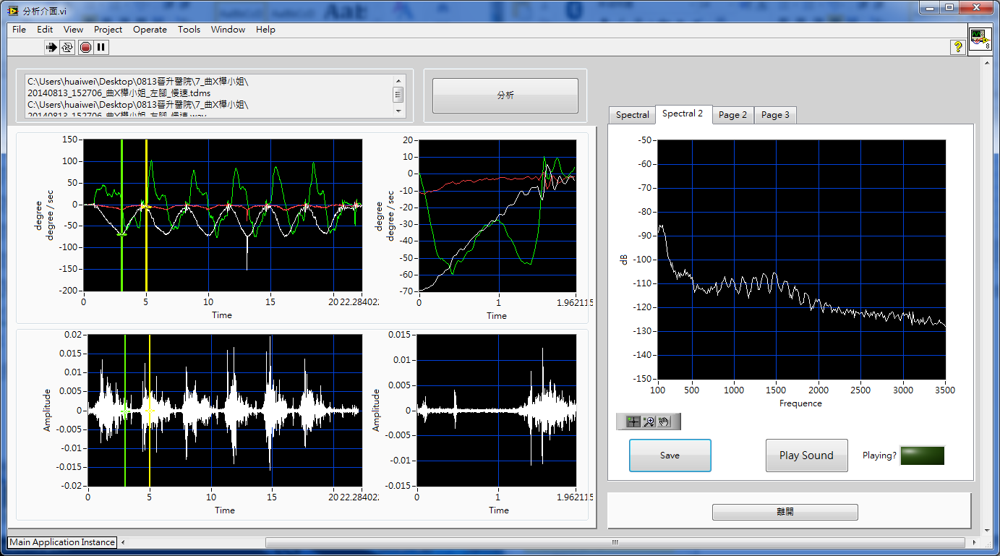 分析介面.vi
File Edit View Project Operate Tools Window Help
C:\Users\huaiwei\Desktop\0813晉升醫院\7_曲X樺小姐\
20140813_152706_曲X樺小姐_左腳_慢速.tdms
C:\Users\huaiwei\Desktop\0813晉升醫院\7_曲X樺小姐\
20140813_152706_曲X樺小姐_左腳_慢速.wav
分析
8
150
100
50
0
-50
-100
-150
-200
degree
degree / sec
0 5 10 15 20 22.28402
Time
20
10
0
-10
-20
-30
-40
-50
-60
-70
degree
degree / sec
0 1 1.962115
Time
0.02
0.015
0.01
0.005
0
-0.005
-0.01
-0.015
-0.02
Amplitude
0 5 10 15 20 22.28402
Time
0.015
0.01
0.005
0
-0.005
-0.01
-0.015
Amplitude
0 1 1.962115
Time
Spectral Spectral 2 Page 2 Page 3
-50
-60
-70
-80
-90
-100
-110
-120
-130
-140
-150
dB
100 500 1000 1500 2000 2500 3000 3500
Frequence
Save Play Sound Playing?
離開
Main Application Instance